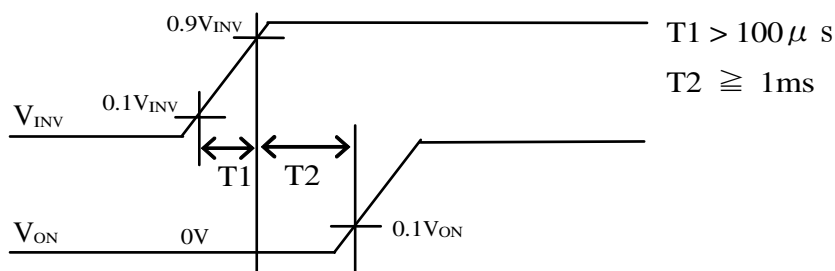 0.9VINV
T1 > 100μ s
T2 ≧ 1ms
0.1VINV
VINV
T1
T2
VON
0V
0.1VON